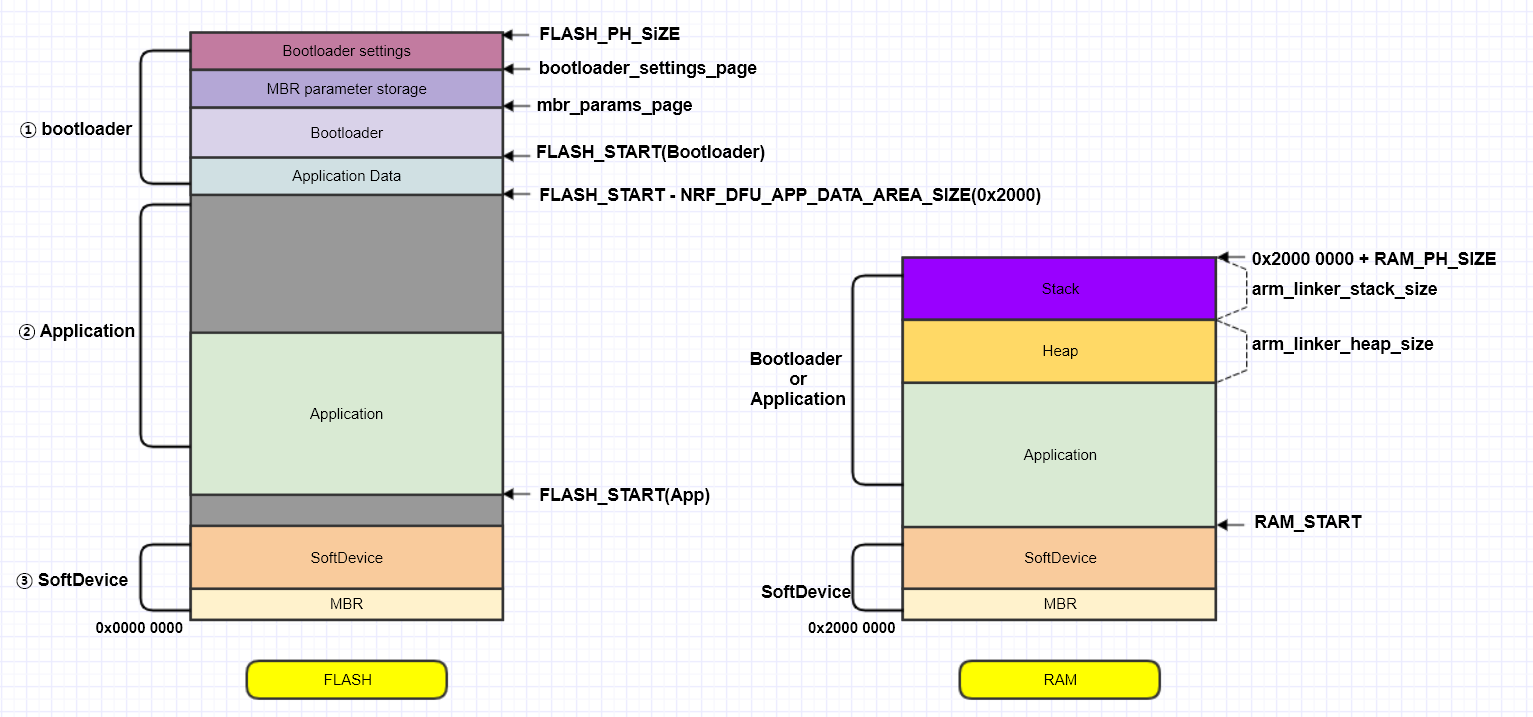 FLASH_PH_SiZE
Bootloader settings
bootloader_settings_page
MBR parameter storage
mbr_params_page
① bootloader
Bootloader
FLASH_START(Bootloader)
Application Data
FLASH_START - NRF_DFU_APP_DATA_AREA_SIZE(0x2000)
② Application
Application
FLASH_START(App)
SoftDevice
③ SoftDevice
MBR
0x0000 0000
FLASH
0x2000 0000 + RAM_PH_SIZE
Stack
arm_linker_stack_size
Heap
arm_linker_heap_size
Bootloader
or
Application
Application
RAM_START
SoftDevice
SoftDevice
MBR
0x2000 0000
RAM